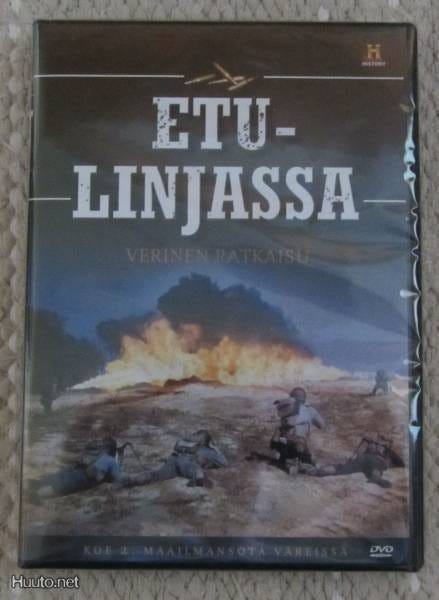 H
HISTORY
ETU-
LINJASSA
VERINEN RATKAISU
KOE 2. MAAILMANSOTA VÄREISSÄ
DVD
Huuto.net